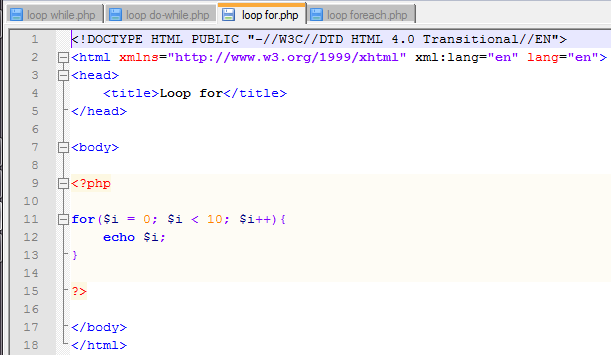 loop while.php loop do-while.php loop for.php loop foreach.php
1 <!DOCTYPE HTML PUBLIC "-//W3C//DTD HTML 4.0 Transitional//EN">
2 <html xmlns="http://www.w3.org/1999/xhtml" xml:lang="en" lang="en">
3 <head>
4 <title>Loop for</title>
5 </head>
6
7 <body>
8
9 <?php
10
11 for($i = 0; $i < 10; $i++){
12 echo $i;
13 }
14
15 ?>
16
17 </body>
18 </html>